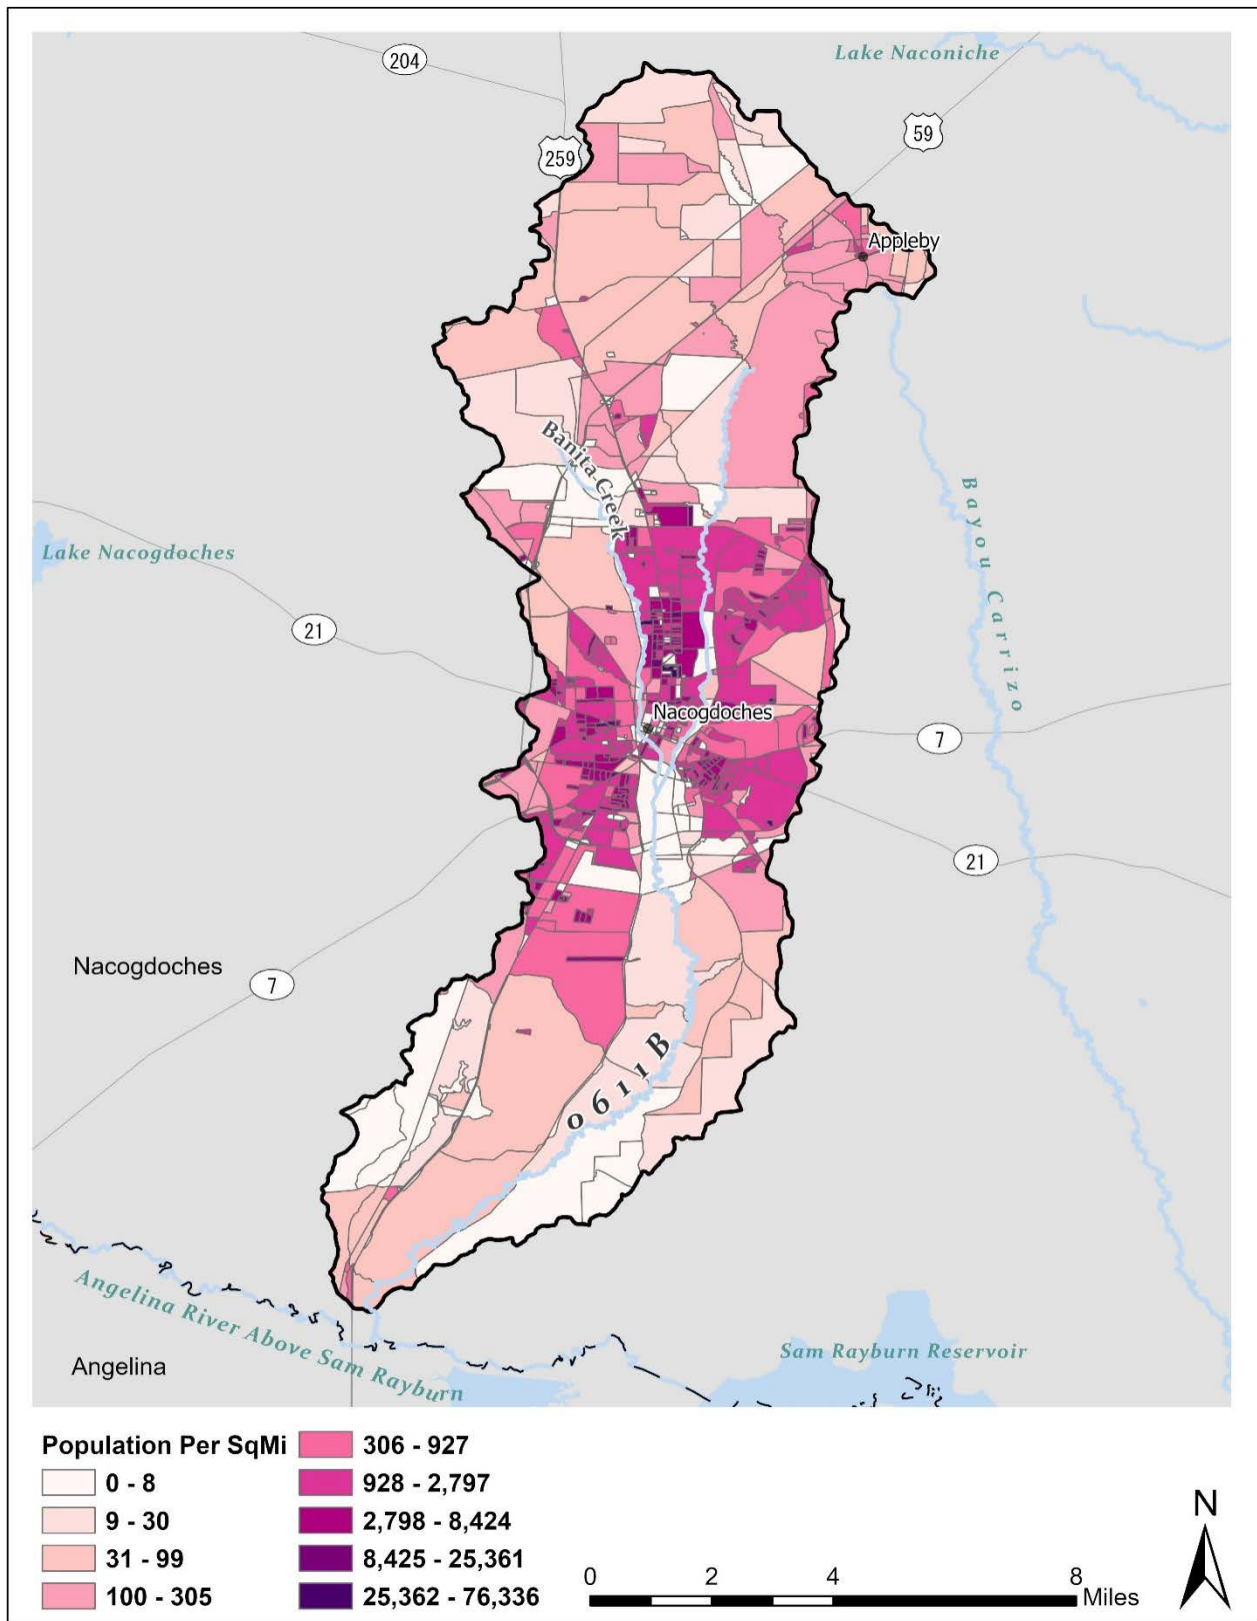 Lake Naconiche
204
59
259
Appleby
Banita Creek
Bayou Carrizo
Lake Nacogdoches
21
Nacogdoches
7
21
Nacogdoches
7
0611B
Angelina River Above Sam Rayburn
Sam Rayburn Reservoir
Angelina
Population Per SqMi
0 - 8
9 - 30
31 - 99
100 - 305
306 - 927
928 - 2,797
2,798 - 8,424
8,425 - 25,361
25,362 - 76,336
0 2 4 8
Miles
N